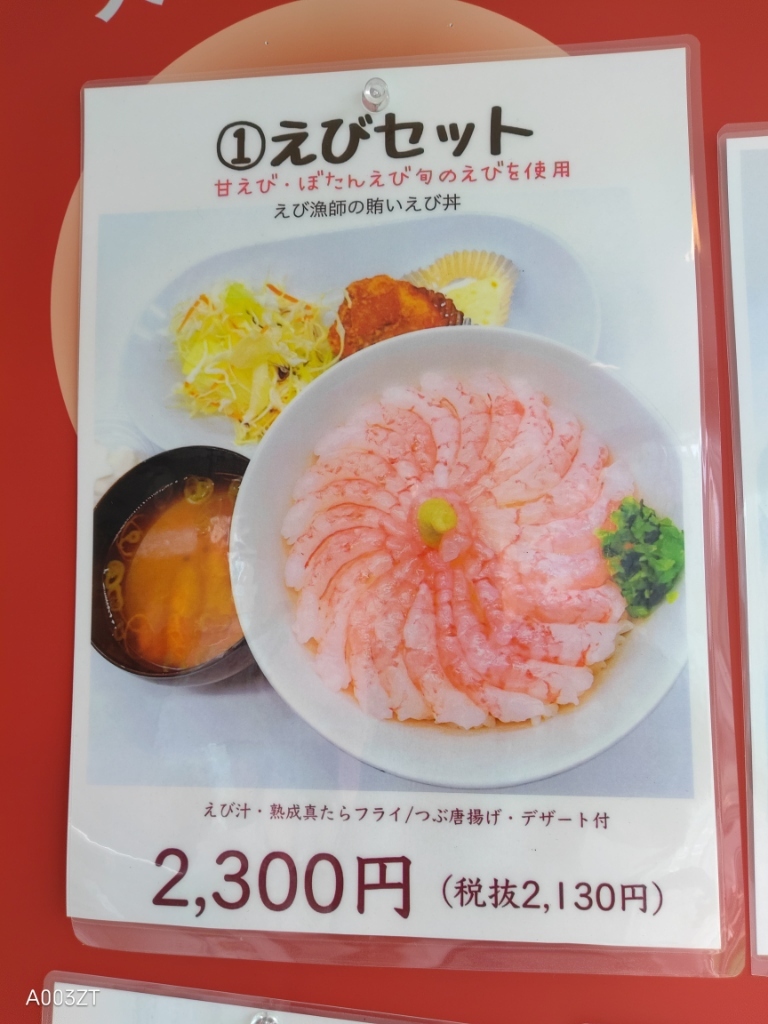 ①えびセット
甘えび・ぼたんえび旬のえびを使用
えび漁師の賄いえび丼
えび汁・熟成真たらフライ/つぶ唐揚げ・デザート付
2,300円 (税抜2,130円)
A003ZT